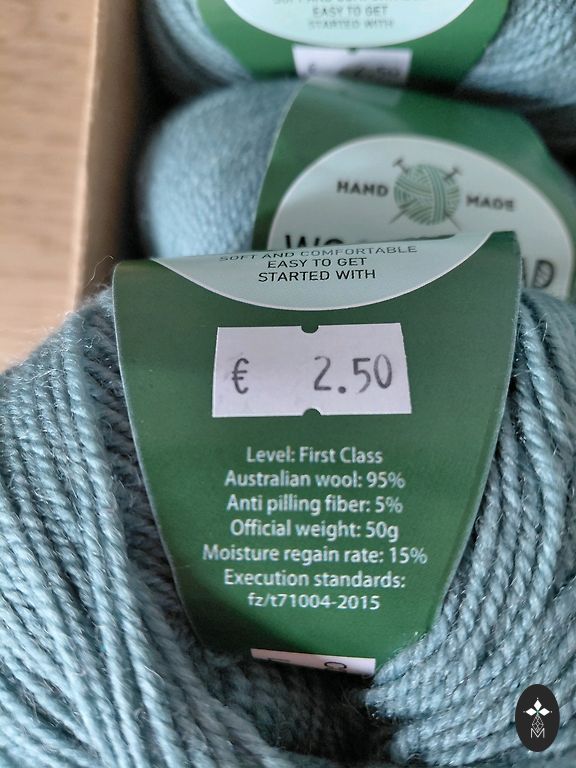 EASY TO GET
STARTED WITH
2.50
HAND MADE
SOFT AND COMFORTABLE
EASY TO GET
STARTED WITH
€ 2.50
Level: First Class
Australian wool: 95%
Anti pilling fiber: 5%
Official weight: 50g
Moisture regain rate: 15%
Execution standards:
fz/t71004-2015
M